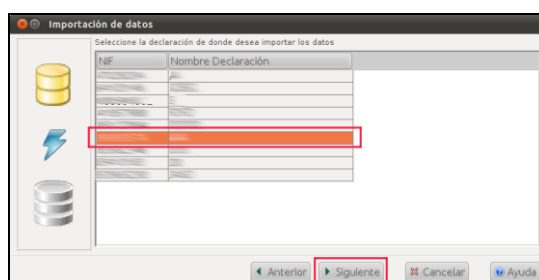 Importación de datos
Seleccione la declaración de donde desea importar los datos
NIF Nombre Declaración
Anterior Siguiente Cancelar Ayuda